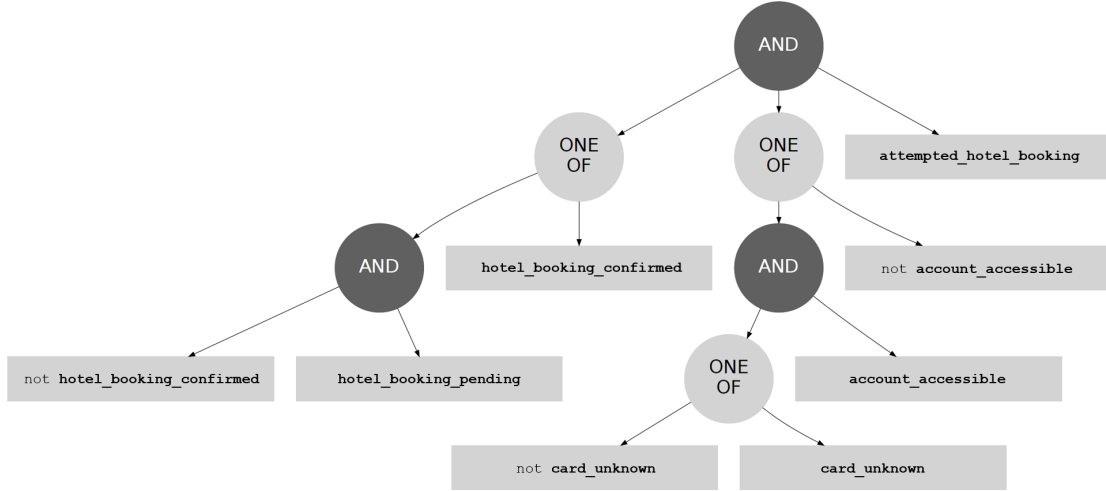 AND
ONE
OF
ONE
OF
attempted_hotel_booking
AND
hotel_booking_confirmed
AND
not account_accessible
not hotel_booking_confirmed
hotel_booking_pending
ONE
OF
account_accessible
not card_unknown
card_unknown